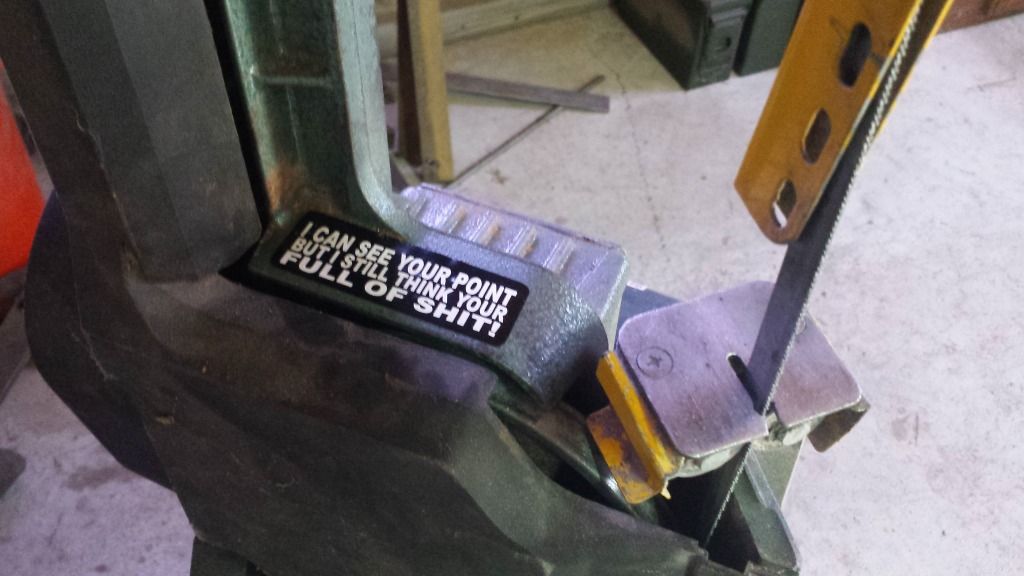 I CAN SEE YOUR POINT
BUT I STILL THINK YOUR
FULL OF SHIT!